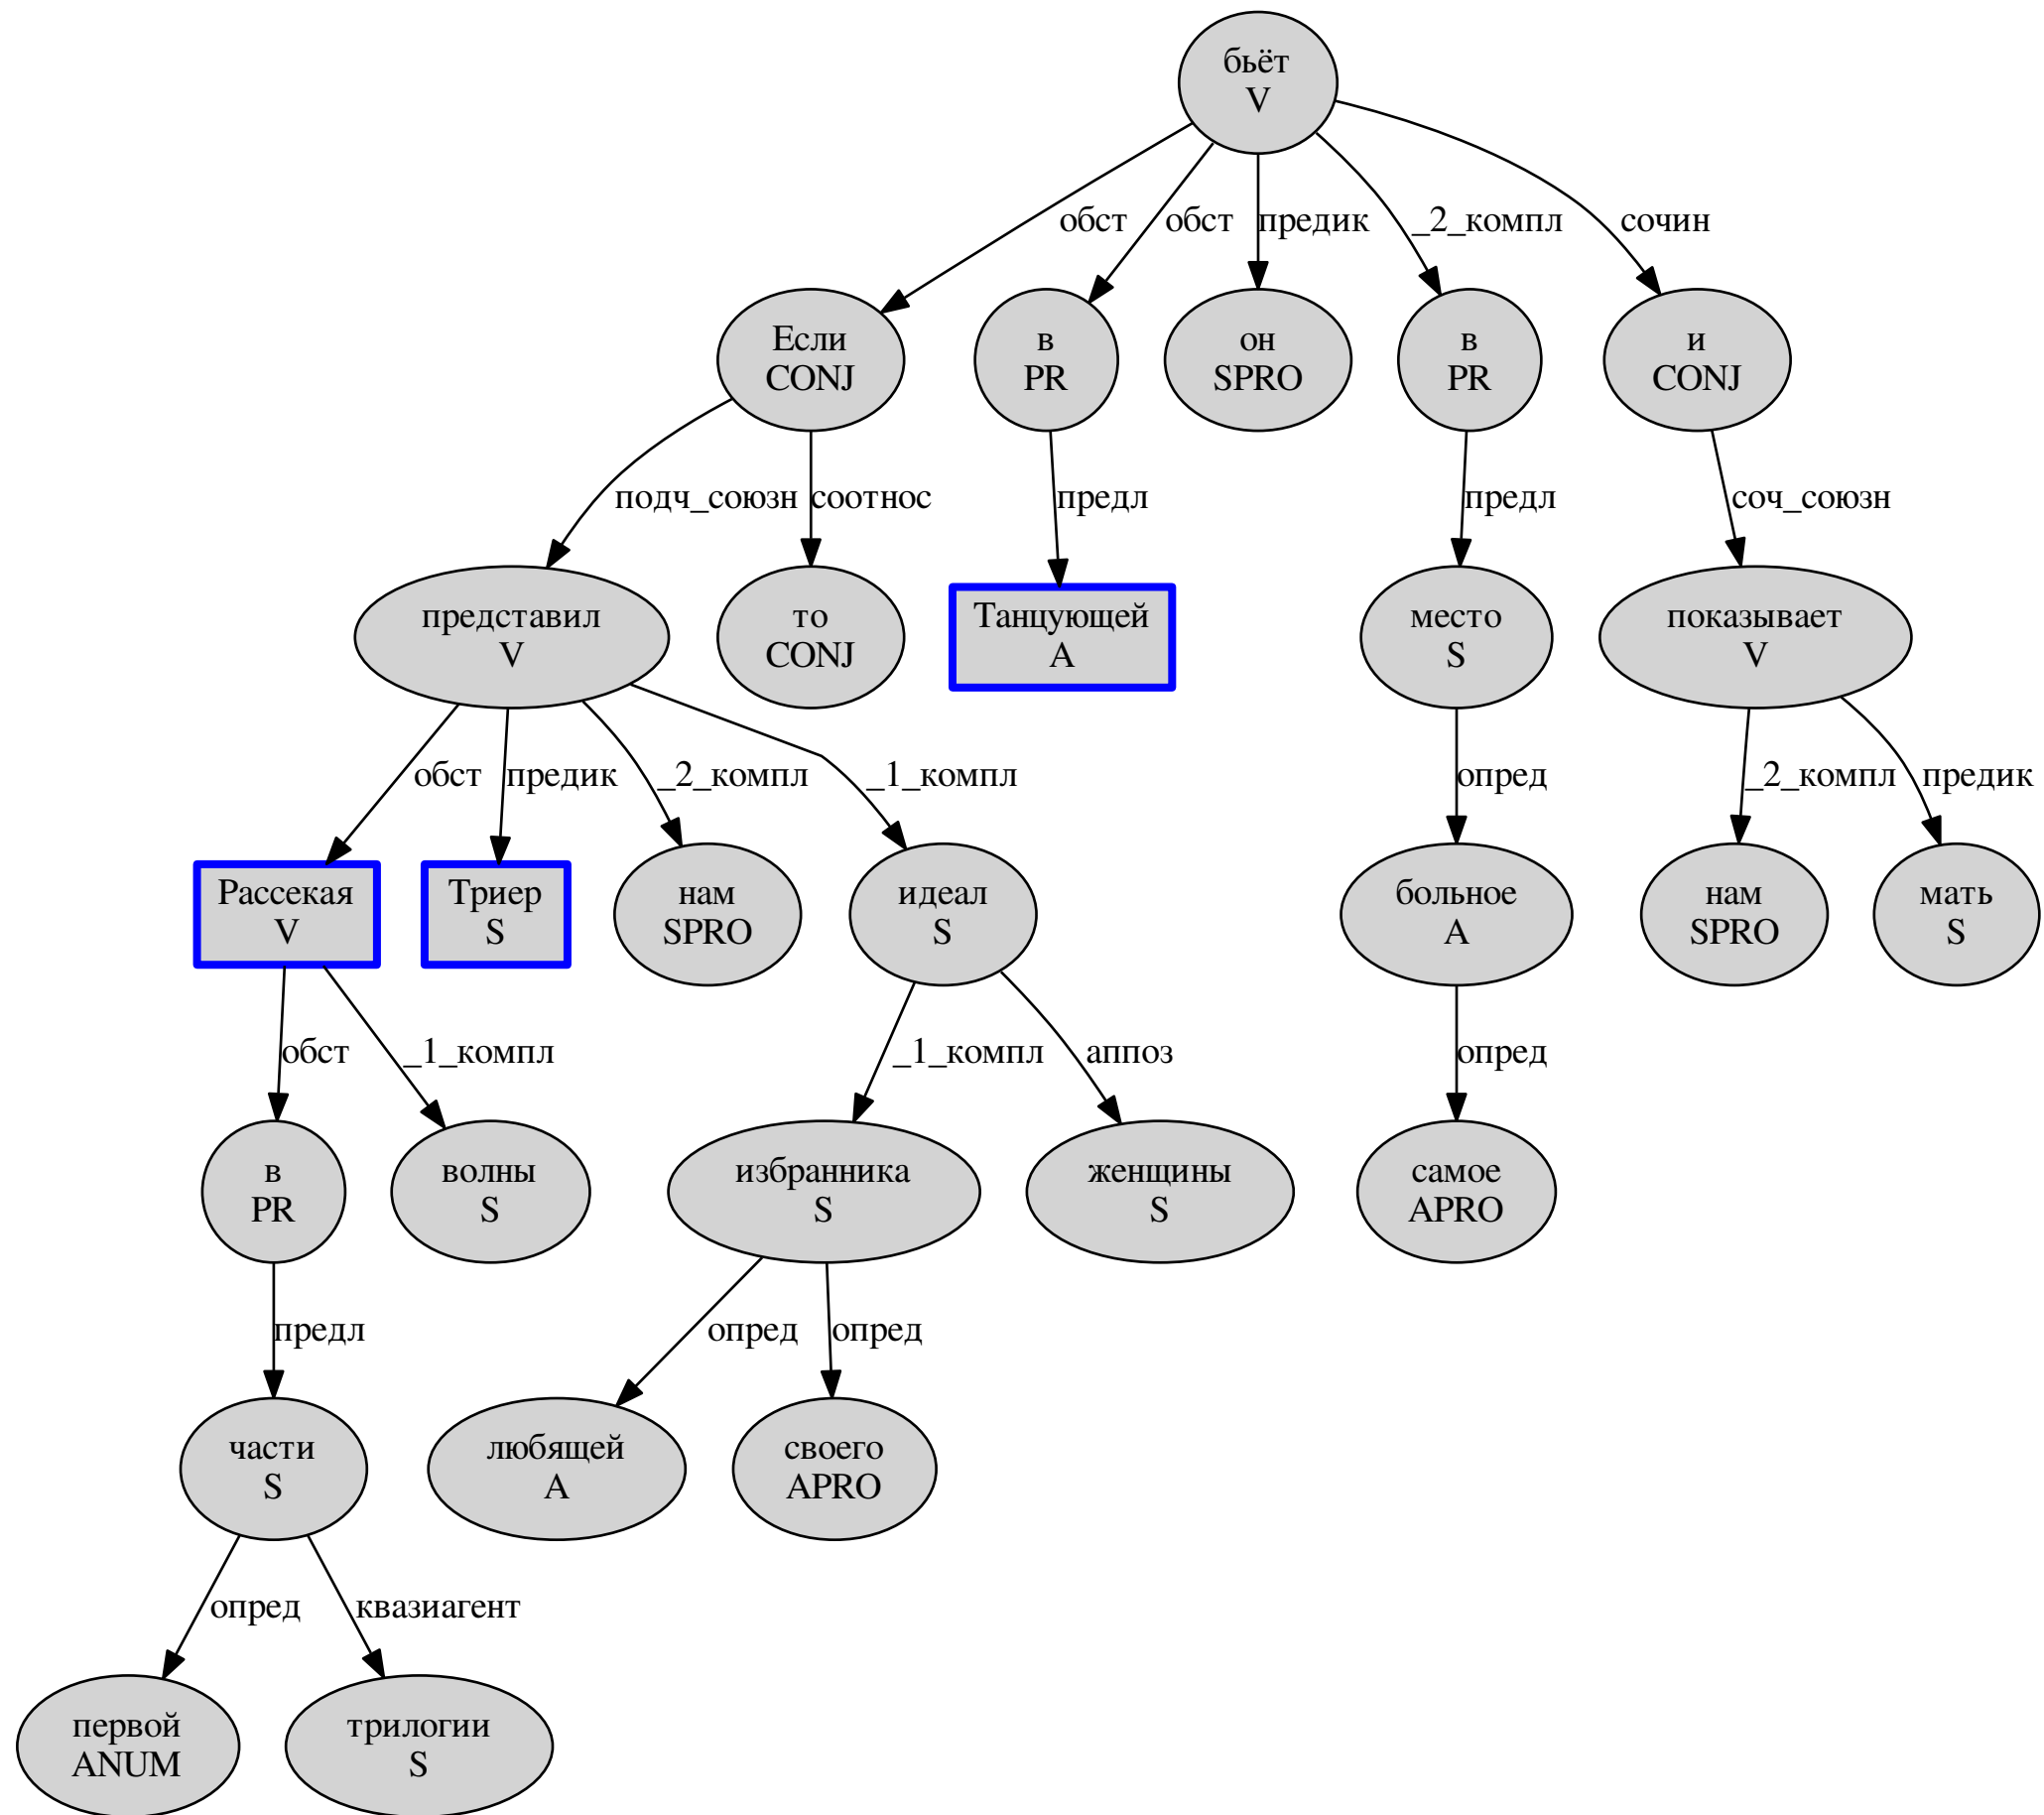 бьёт
V
обст
обст
предик
_2_компл
сочин
Если
CONJ
в
PR
он
SPRO
в
PR
и
CONJ
подч_союзн
соотнос
предл
предл
соч_союзн
представил
V
то
CONJ
Танцующей
A
место
S
показывает
V
обст
предик
_2_компл
_1_компл
опред
_2_компл
предик
Рассекая
V
Триер
S
нам
SPRO
идеал
S
больное
A
нам
SPRO
мать
S
обст
_1_компл
_1_компл
аппоз
опред
в
PR
волны
S
избранника
S
женщины
S
самое
APRO
предл
опред
опред
части
S
любящей
A
своего
APRO
опред
квазиагент
первой
ANUM
трилогии
S